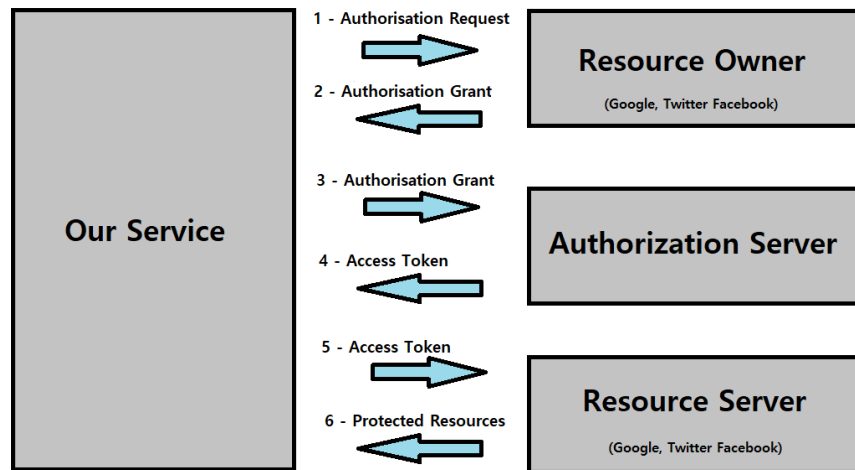 1 - Authorisation Request
Resource Owner
(Google, Twitter Facebook)
2 - Authorisation Grant
3 - Authorisation Grant
Our Service
Authorization Server
4 - Access Token
5 - Access Token
Resource Server
6 - Protected Resources
(Google, Twitter Facebook)